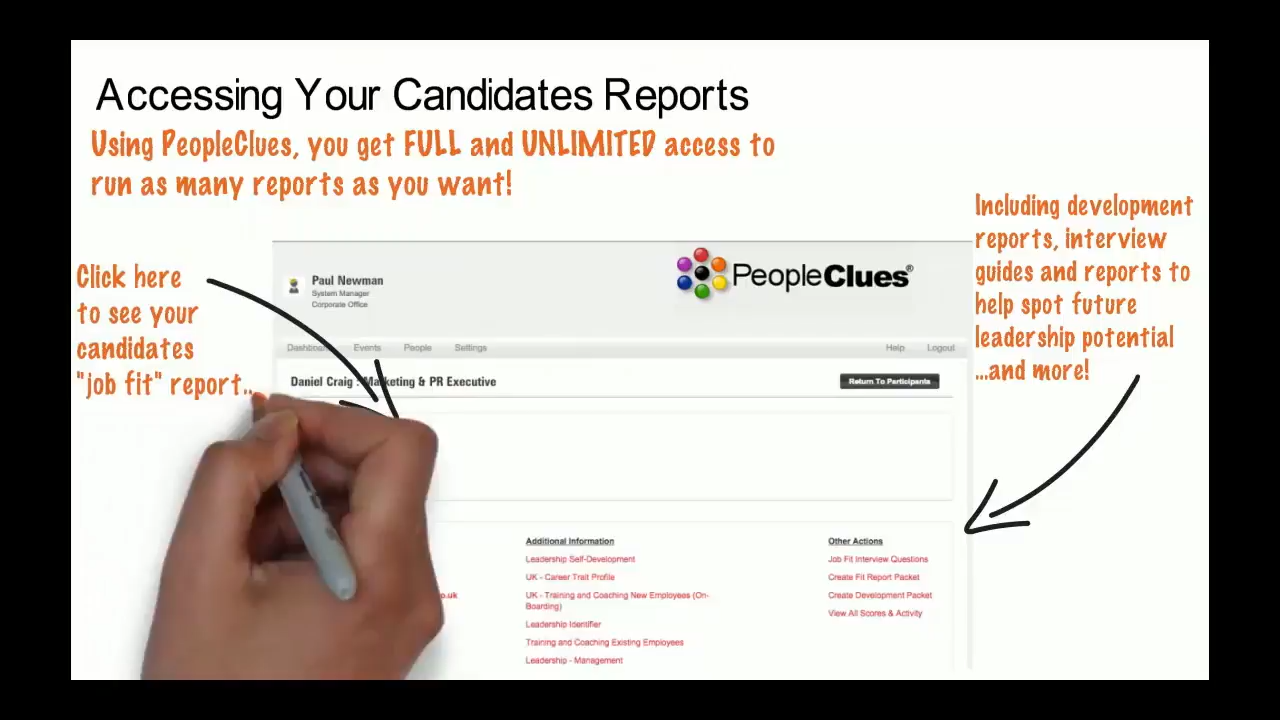 Accessing Your Candidates Reports
Using PeopleClues, you get FULL and UNLIMITED access to
run as many reports as you want!
Including development
reports, interview
guides and reports to
help spot future
leadership potential
...and more!
Click here
to see your
candidates
"job fit" report..
Paul Newman
System Manager
Corporate Office
PeopleClues®
Dashboard Events People Settings Help Logout
Daniel Craig : Marketing & PR Executive
Return To Participants
o.uk
Additional Information
Leadership Self-Development
UK - Career Trait Profile
UK - Training and Coaching New Employees (On-
Boarding)
Leadership Identifier
Training and Coaching Existing Employees
Leadership - Management
Other Actions
Job Fit Interview Questions
Create Fit Report Packet
Create Development Packet
View All Scores & Activity